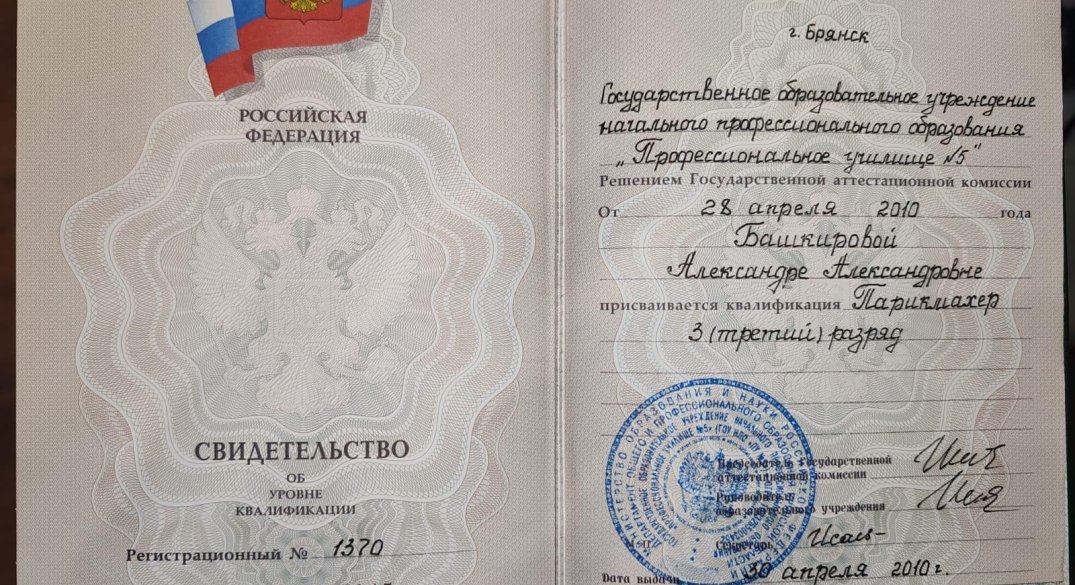 РОССИЙСКАЯ
ФЕДЕРАЦИЯ
СВИДЕТЕЛЬСТВО
ОБ
УРОВНЕ
КВАЛИФИКАЦИИ
Регистрационный № 1370
г. Брянск
Государственное образовательное учреждение
начального профессионального образования
„Профессиональное училище №5"
Решением Государственной аттестационной комиссии
От 28 апреля 2010 года
Башкировой
Александре Александровне
присваивается квалификация Парикмахер
3 (третий) разряд
Председатель Государственной
аттестационной комиссии
Руководитель
образовательного учреждения
Секретарь
Дата выдачи 30 апреля 2010 г.